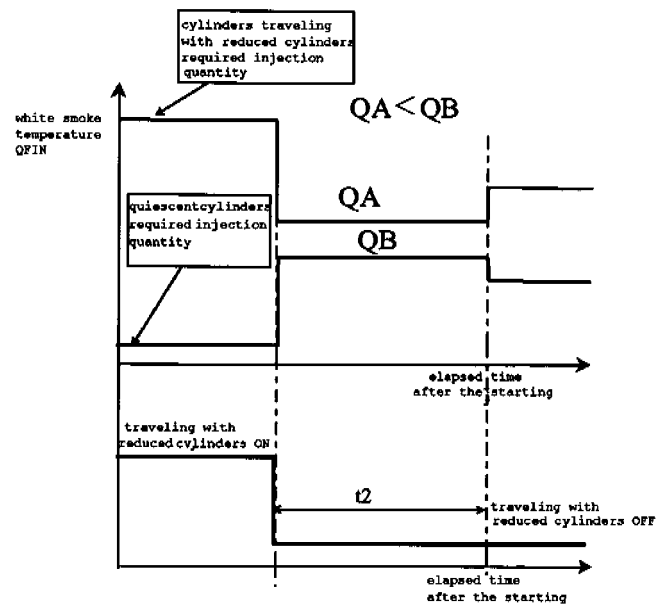 cylinders traveling
with reduced cylinders
required injection
quantity
white smoke
temperature
QFIN
QA<QB
quiescentcylinders
required injection
quantity
QA
QB
elapsed time
after the starting
traveling with
reduced cylinders ON
t2
traveling with
reduced cylinders OFF
elapsed time
after the starting